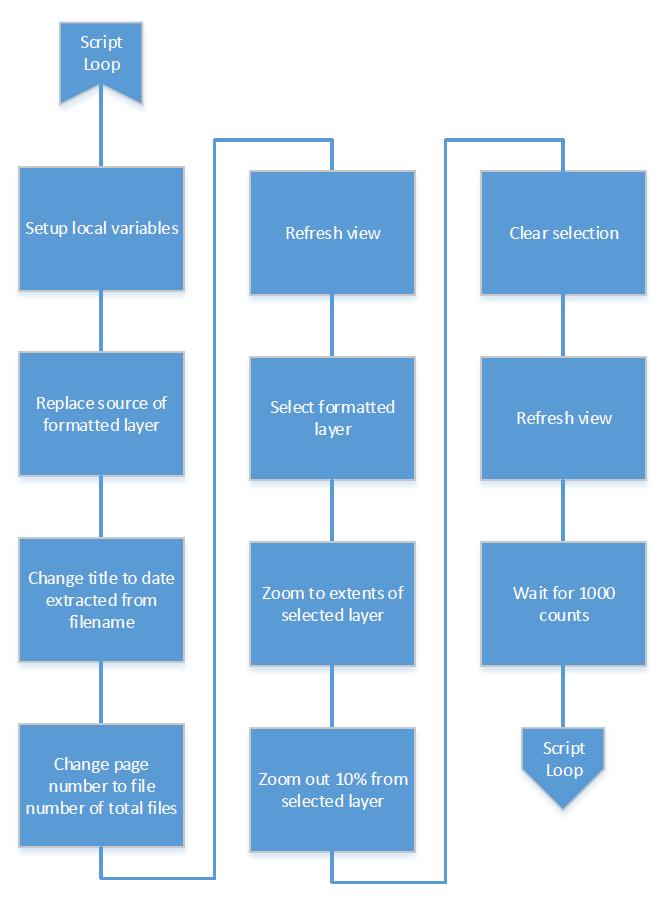 Script
Loop
Setup local variables
Replace source of
formatted layer
Change title to date
extracted from
filename
Change page
number to file
number of total files
Refresh view
Select formatted
layer
Zoom to extents of
selected layer
Zoom out 10% from
selected layer
Clear selection
Refresh view
Wait for 1000
counts
Script
Loop